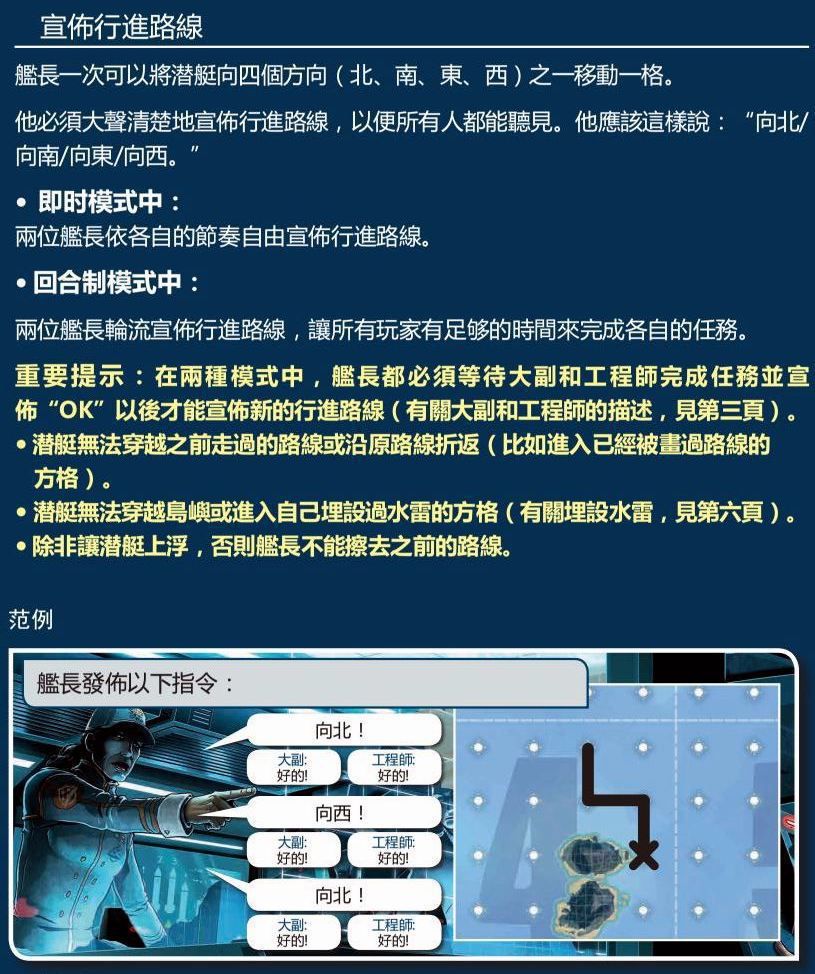 宣佈行進路線
艦長一次可以將潛艇向四個方向（北、南、東、西）之一移動一格。
他必須大聲清楚地宣佈行進路線，以便所有人都能聽見。他應該這樣說：“向北/
向南/向東/向西。”
• 即时模式中：
兩位艦長依各自的節奏自由宣佈行進路線。
• 回合制模式中：
兩位艦長輪流宣佈行進路線，讓所有玩家有足够的時間來完成各自的任務。
重要提示：在兩種模式中，艦長都必須等待大副和工程師完成任務並宣
佈“OK”以後才能宣佈新的行進路線（有關大副和工程師的描述，見第三頁）。
• 潜艇無法穿越之前走過的路線或沿原路線折返（比如進入已經被畫過路線的
方格）。
• 潜艇無法穿越島嶼或進入自己埋設過水雷的方格（有關埋設水雷，見第六頁）。
• 除非讓潜艇上浮，否則艦長不能擦去之前的路線。
范例
艦長發佈以下指令：
向北！
大副:
好的!
工程師:
好的!
向西！
大副:
好的!
工程師:
好的!
向北！
大副:
好的!
工程師:
好的!
4